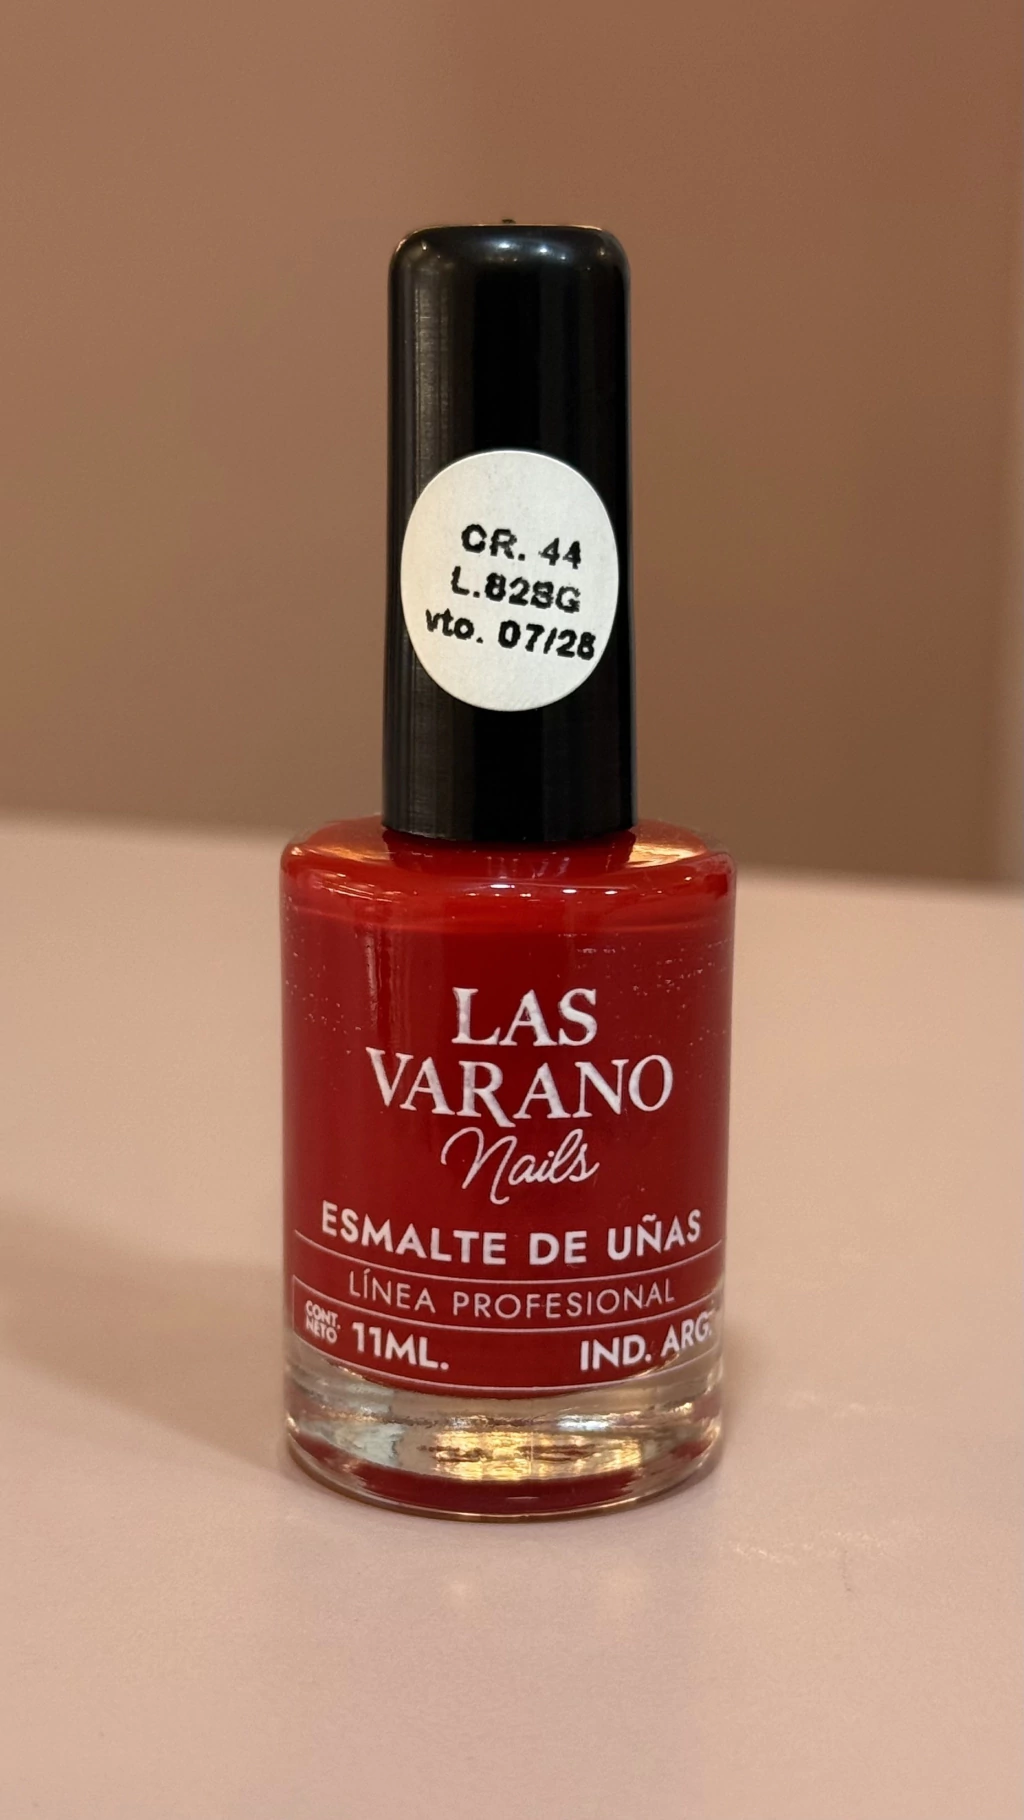 CR. 44
L.828G
vto. 07/28
LAS
VARANO
Nails
ESMALTE DE UÑAS
LÍNEA PROFESIONAL
CONT.
NETO 11ML. IND. ARG.